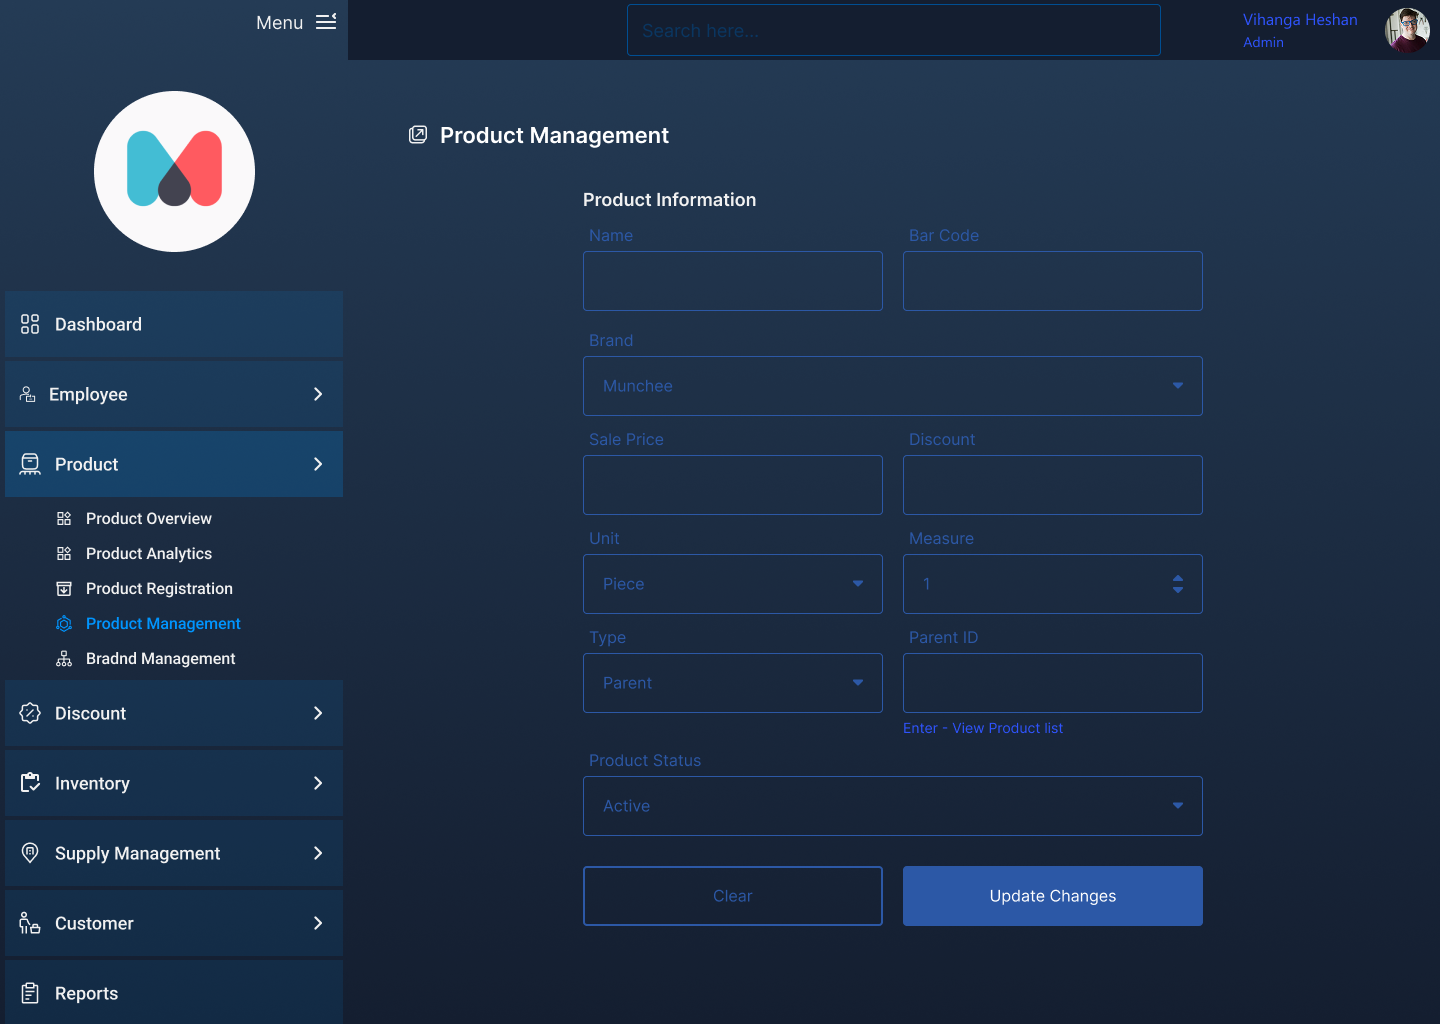 Menu
Search here...
Vihanga Heshan
Admin
Product Management
Product Information
Name
Bar Code
Brand
Munchee
Sale Price
Discount
Unit
Measure
Piece
1
Type
Parent ID
Parent
Enter - View Product list
Product Status
Active
Clear
Update Changes
Dashboard
Employee
Product
Product Overview
Product Analytics
Product Registration
Product Management
Bradnd Management
Discount
Inventory
Supply Management
Customer
Reports